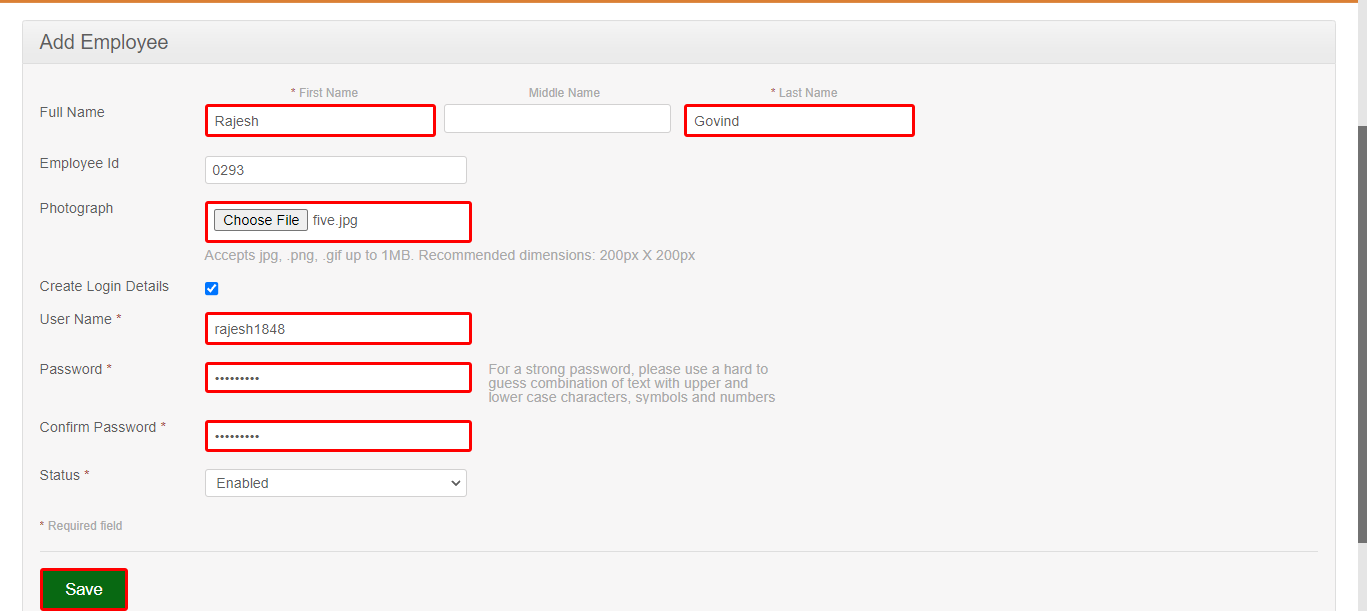 Add Employee
* First Name Middle Name * Last Name
Full Name Rajesh Govind
Employee Id 0293
Photograph Choose File five.jpg
Accepts jpg, .png, .gif up to 1MB. Recommended dimensions: 200px X 200px
Create Login Details
User Name * rajesh1848
Password * ••••••••• For a strong password, please use a hard to
guess combination of text with upper and
lower case characters, symbols and numbers
Confirm Password * •••••••••
Status * Enabled
* Required field
Save